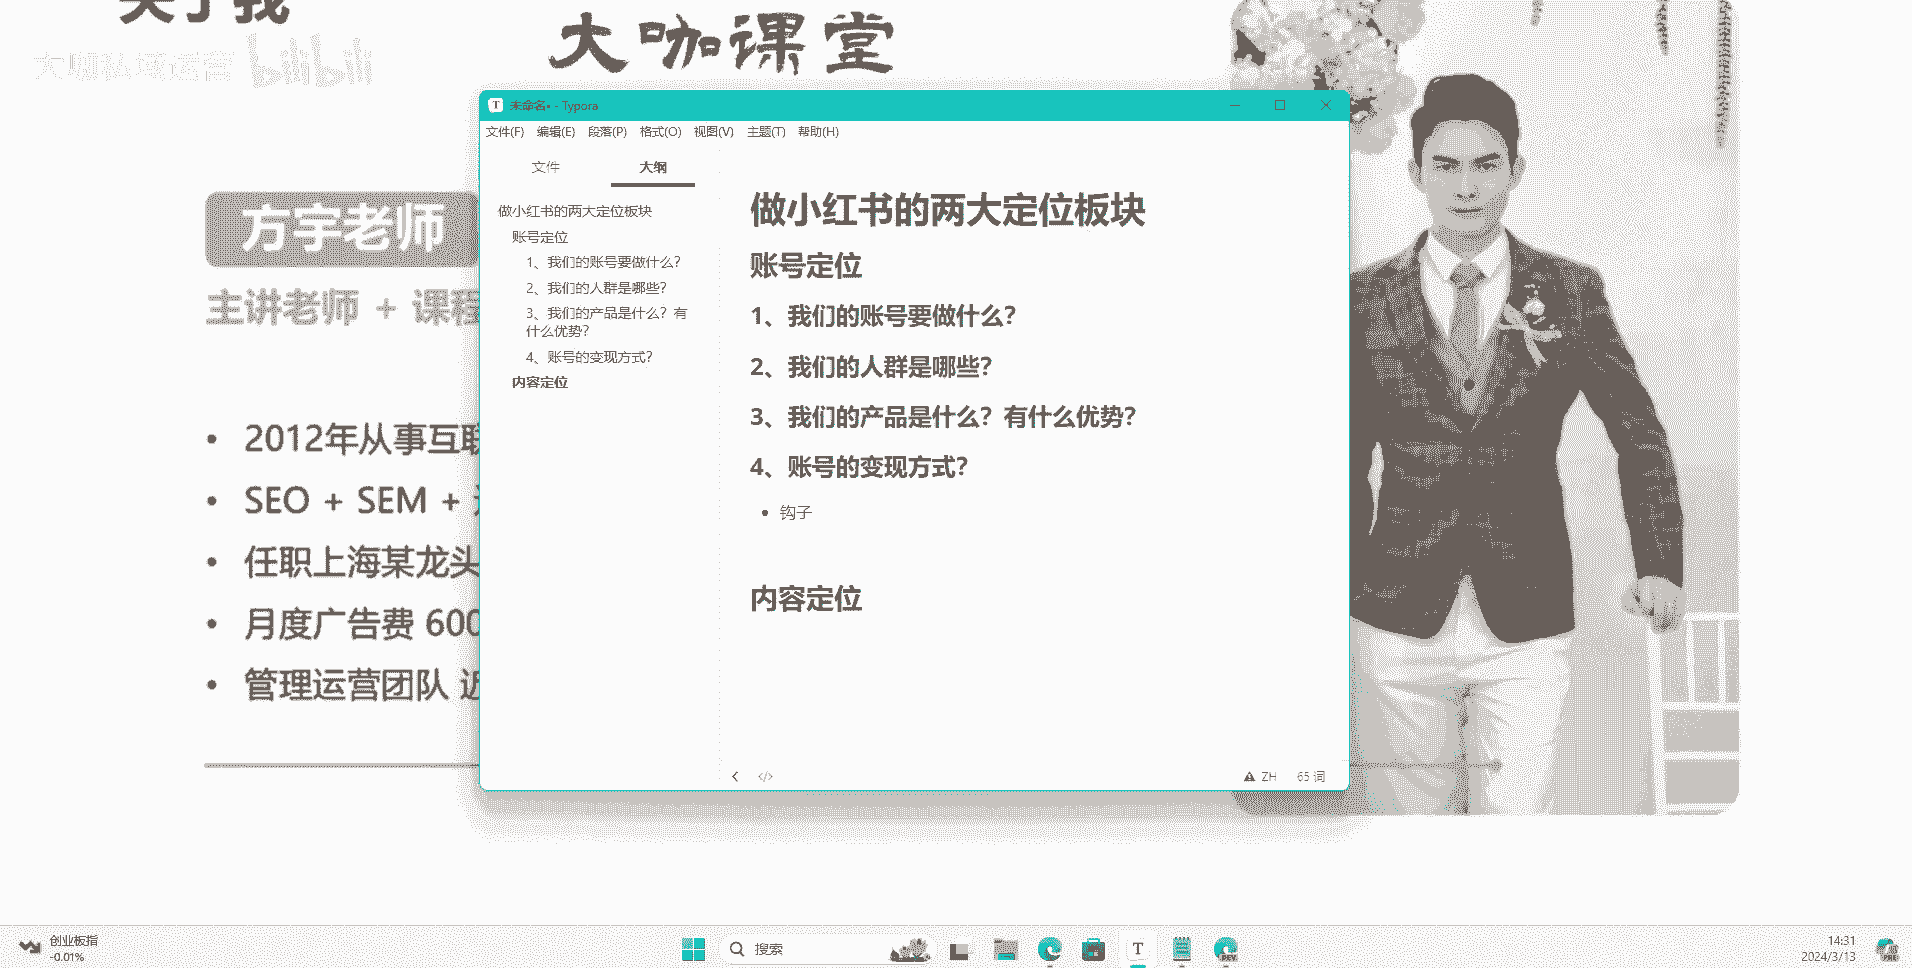 关于我
大咖课堂
大咖私域运营 bilibili
方宇老师
主讲老师 + 课程
2012年从事互联
SEO + SEM +
任职上海某龙头
月度广告费 600
管理运营团队 近
未命名• - Typora
文件(F) 编辑(E) 段落(P) 格式(O) 视图(V) 主题(T) 帮助(H)
文件 大纲
做小红书的两大定位板块
账号定位
1、我们的账号要做什么？
2、我们的人群是哪些？
3、我们的产品是什么？有
什么优势？
4、账号的变现方式？
内容定位
做小红书的两大定位板块
账号定位
1、我们的账号要做什么？
2、我们的人群是哪些？
3、我们的产品是什么？有什么优势？
4、账号的变现方式？
钩子
内容定位
ZH 65 词
创业板指
-0.01%
搜索
T
DEV
14:31
2024/3/13
PRE